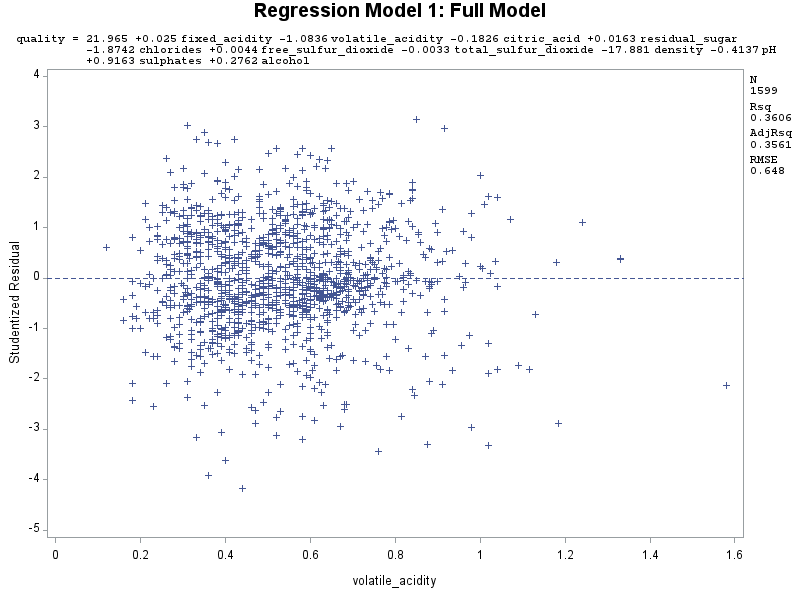 Regression Model 1: Full Model
quality = 21.965 +0.025 fixed_acidity -1.0836 volatile_acidity -0.1826 citric_acid +0.0163 residual_sugar
-1.8742 chlorides +0.0044 free_sulfur_dioxide -0.0033 total_sulfur_dioxide -17.881 density -0.4137 pH
+0.9163 sulphates +0.2762 alcohol
N
1599
Rsq
0.3606
AdjRsq
0.3561
RMSE
0.648
4
3
2
1
0
-1
-2
-3
-4
-5
Studentized Residual
0 0.2 0.4 0.6 0.8 1 1.2 1.4 1.6
volatile_acidity